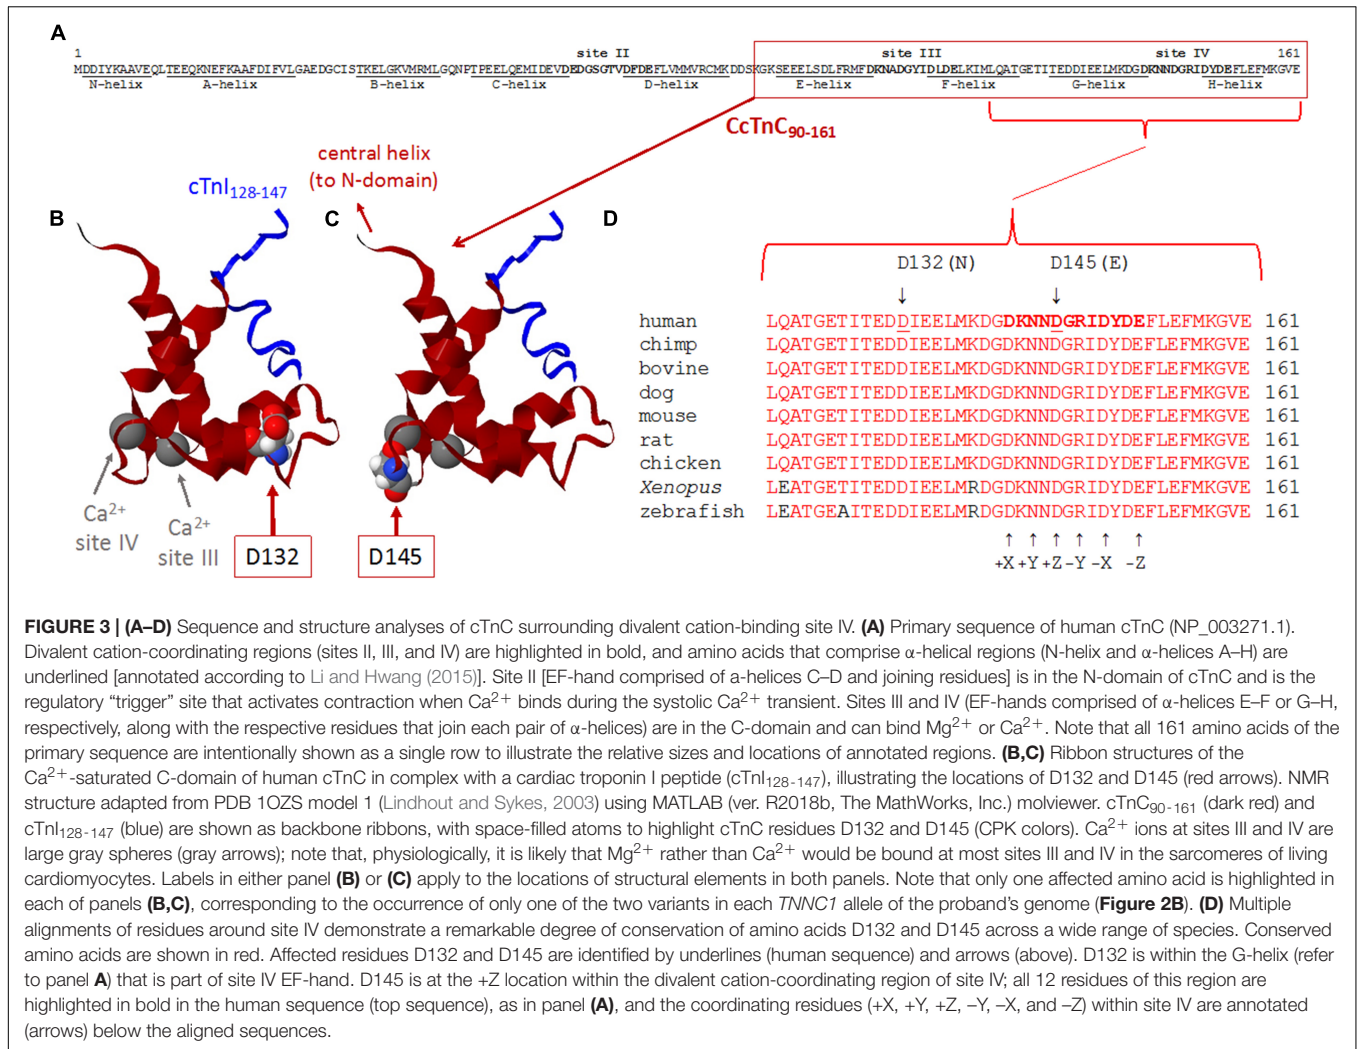 A
1 site II site III site IV 161
MDDIYKAAVEQLTEEQKNEFKAAFDIFVLGAEDGCISTKELGKVMRMLGQNPTPEELQEMIDEVDEDGSGTVDFDEFLVMMVRCMKDDSKGKSEEELSDLFRMFDKNADGYIDLDELKIMLQATGETITEDDIEELMKDGDKNNDGRIDYDEFLEFMKGVE
N-helix A-helix B-helix C-helix D-helix E-helix F-helix G-helix H-helix
CcTnC90-161
central helix
(to N-domain)
cTnI128-147
B
C
D
D132 (N) D145 (E)
↓ ↓
human LQATGETITEDDIEELMKDGDKNNDGRIDYDEFLEFMKGVE 161
chimp LQATGETITEDDIEELMKDGDKNNDGRIDYDEFLEFMKGVE 161
bovine LQATGETITEDDIEELMKDGDKNNDGRIDYDEFLEFMKGVE 161
dog LQATGETITEDDIEELMKDGDKNNDGRIDYDEFLEFMKGVE 161
mouse LQATGETITEDDIEELMKDGDKNNDGRIDYDEFLEFMKGVE 161
rat LQATGETITEDDIEELMKDGDKNNDGRIDYDEFLEFMKGVE 161
chicken LQATGETITEDDIEELMKDGDKNNDGRIDYDEFLEFMKGVE 161
Xenopus LEATGETITEDDIEELMRDGDKNNDGRIDYDEFLEFMKGVE 161
zebrafish LEATGEAITEDDIEELMRDGDKNNDGRIDYDEFLEFMKGVE 161
↑ ↑ ↑ ↑ ↑ ↑
+X +Y +Z –Y –X –Z
Ca2+
site IV
Ca2+
site III
D132
D145
FIGURE 3 | (A–D) Sequence and structure analyses of cTnC surrounding divalent cation-binding site IV. (A) Primary sequence of human cTnC (NP_003271.1).
Divalent cation-coordinating regions (sites II, III, and IV) are highlighted in bold, and amino acids that comprise α-helical regions (N-helix and α-helices A–H) are
underlined [annotated according to Li and Hwang (2015)]. Site II [EF-hand comprised of a-helices C–D and joining residues] is in the N-domain of cTnC and is the
regulatory “trigger” site that activates contraction when Ca2+ binds during the systolic Ca2+ transient. Sites III and IV (EF-hands comprised of α-helices E–F or G–H,
respectively, along with the respective residues that join each pair of α-helices) are in the C-domain and can bind Mg2+ or Ca2+. Note that all 161 amino acids of the
primary sequence are intentionally shown as a single row to illustrate the relative sizes and locations of annotated regions. (B,C) Ribbon structures of the
Ca2+-saturated C-domain of human cTnC in complex with a cardiac troponin I peptide (cTnI128-147), illustrating the locations of D132 and D145 (red arrows). NMR
structure adapted from PDB 1OZS model 1 (Lindhout and Sykes, 2003) using MATLAB (ver. R2018b, The MathWorks, Inc.) molviewer. cTnC90-161 (dark red) and
cTnI128-147 (blue) are shown as backbone ribbons, with space-filled atoms to highlight cTnC residues D132 and D145 (CPK colors). Ca2+ ions at sites III and IV are
large gray spheres (gray arrows); note that, physiologically, it is likely that Mg2+ rather than Ca2+ would be bound at most sites III and IV in the sarcomeres of living
cardiomyocytes. Labels in either panel (B) or (C) apply to the locations of structural elements in both panels. Note that only one affected amino acid is highlighted in
each of panels (B,C), corresponding to the occurrence of only one of the two variants in each TNNC1 allele of the proband’s genome (Figure 2B). (D) Multiple
alignments of residues around site IV demonstrate a remarkable degree of conservation of amino acids D132 and D145 across a wide range of species. Conserved
amino acids are shown in red. Affected residues D132 and D145 are identified by underlines (human sequence) and arrows (above). D132 is within the G-helix (refer
to panel A) that is part of site IV EF-hand. D145 is at the +Z location within the divalent cation-coordinating region of site IV; all 12 residues of this region are
highlighted in bold in the human sequence (top sequence), as in panel (A), and the coordinating residues (+X, +Y, +Z, –Y, –X, and –Z) within site IV are annotated
(arrows) below the aligned sequences.